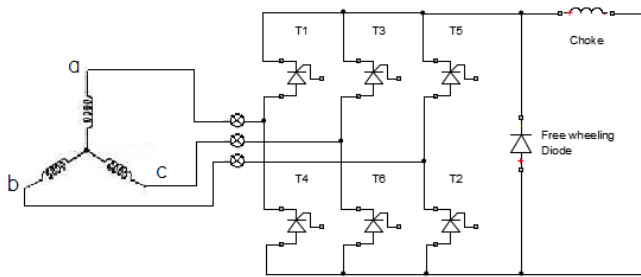 T1 T3 T5
Choke
a
Free wheeling
Diode
b c
T4 T6 T2